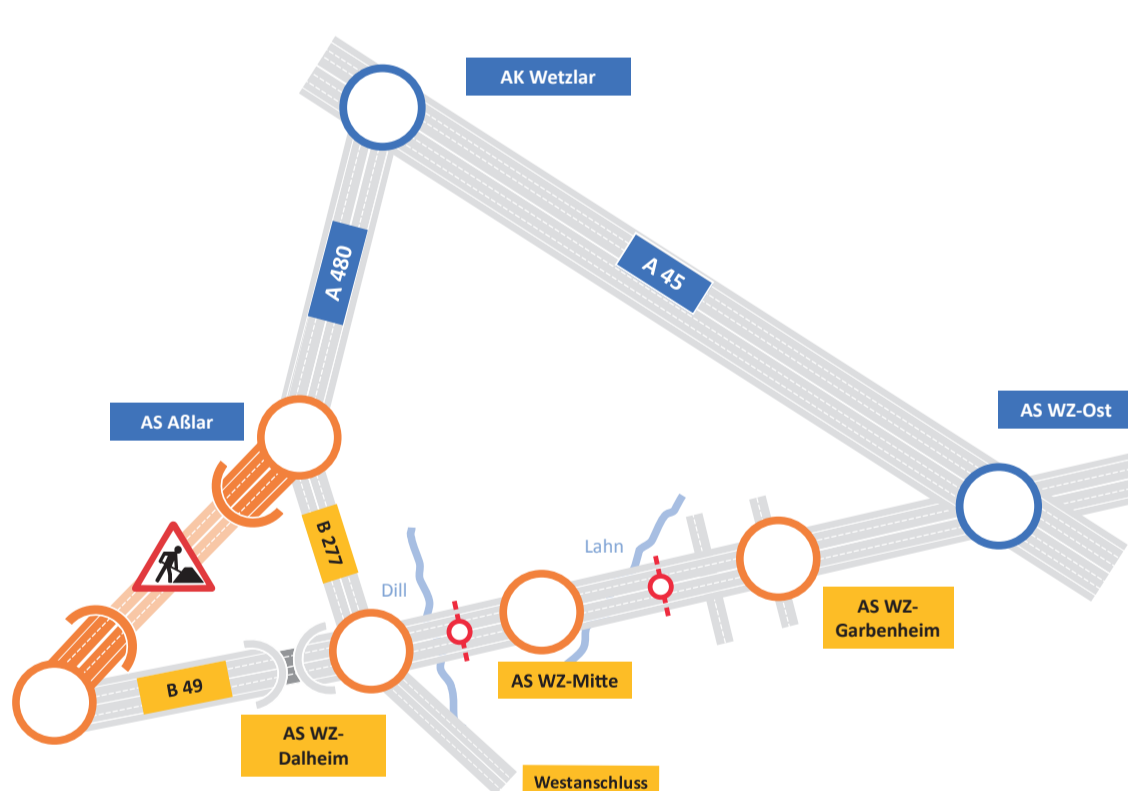 AK Wetzlar
A 480
A 45
AS Aßlar
AS WZ-Ost
B 277
Lahn
Dill
AS WZ-
Garbenheim
AS WZ-Mitte
B 49
AS WZ-
Dalheim
Westanschluss